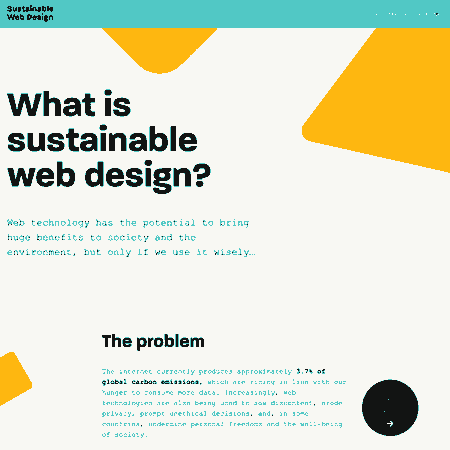 Sustainable
Web Design
What is
sustainable
web design?
Web technology has the potential to bring
huge benefits to society and the
environment, but only if we use it wisely…
The problem
The internet currently produces approximately 3.7% of
global carbon emissions, which are rising in line with our
hunger to consume more data. Increasingly, web
technologies are also being used to sow discontent, erode
privacy, prompt unethical decisions, and, in some
countries, undermine personal freedoms and the well-being
of society.